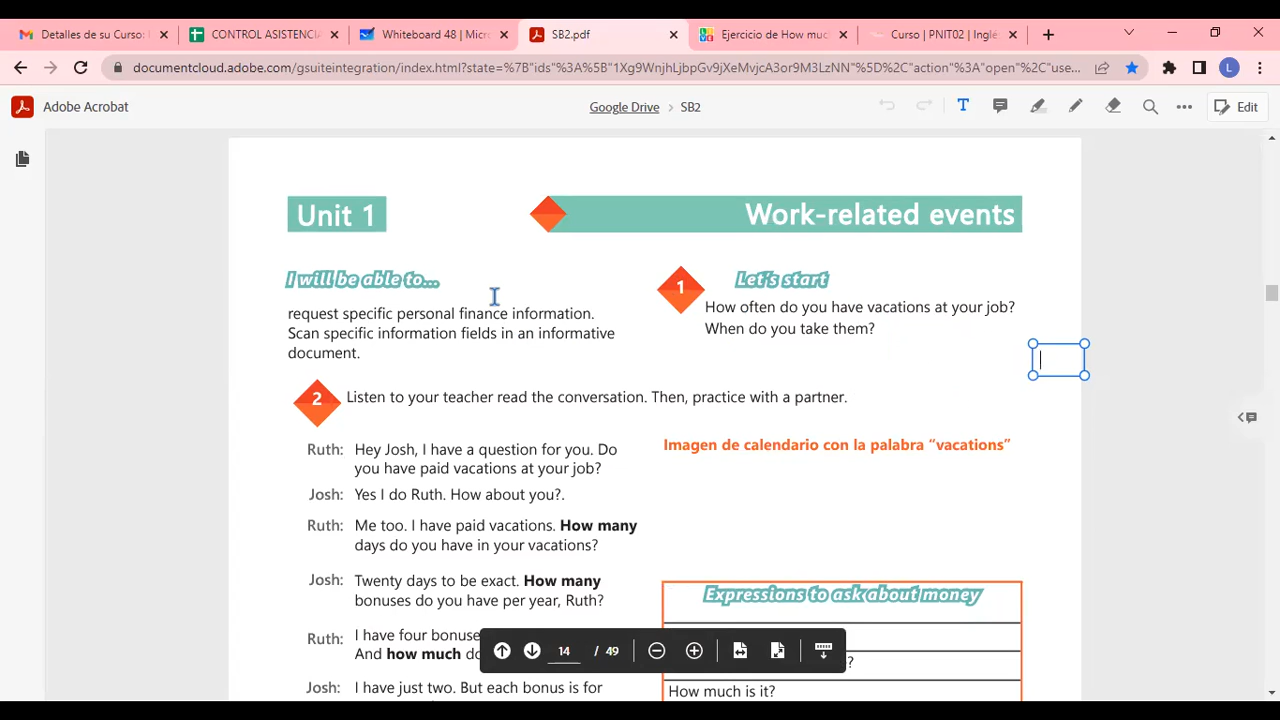 Detalles de su Curso:
CONTROL ASISTENCIA
Whiteboard 48 | Micr
SB2.pdf
Ejercicio de How muc
Curso | PNIT02 | Inglé
documentcloud.adobe.com/gsuiteintegration/index.html?state=%7B"ids"%3A%5B"1Xg9WnjhLjbpGv9jXeMvjcA3or9M3LzNN"%5D%2C"action"%3A"open"%2C"use...
L
Adobe Acrobat
Google Drive > SB2
T
Edit
Unit 1
Work-related events
I will be able to...
request specific personal finance information.
Scan specific information fields in an informative
document.
1
Let´s start
How often do you have vacations at your job?
When do you take them?
2
Listen to your teacher read the conversation. Then, practice with a partner.
Ruth: Hey Josh, I have a question for you. Do
you have paid vacations at your job?
Josh: Yes I do Ruth. How about you?.
Ruth: Me too. I have paid vacations. How many
days do you have in your vacations?
Josh: Twenty days to be exact. How many
bonuses do you have per year, Ruth?
Ruth: I have four bonuse
And how much d
Josh: I have just two. But each bonus is for
Imagen de calendario con la palabra “vacations”
Expressions to ask about money
?
How much is it?
14 / 49